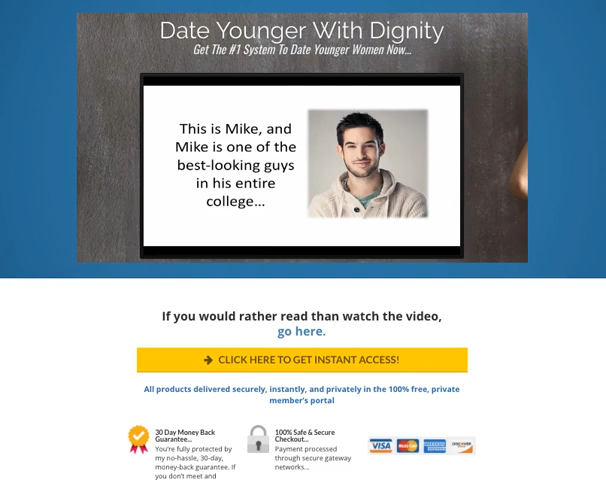 Date Younger With Dignity
Get The #1 System To Date Younger Women Now...
This is Mike, and
Mike is one of the
best-looking guys
in his entire
college...
If you would rather read than watch the video,
go here.
CLICK HERE TO GET INSTANT ACCESS!
All products delivered securely, instantly, and privately in the 100% free, private
member's portal
30 Day Money Back
Guarantee...
You're fully protected by
my no-hassle, 30-day,
money-back guarantee. If
you don't meet and
100% Safe & Secure
Checkout...
Payment processed
through secure gateway
networks...
VISA
MasterCard
DISCOVER